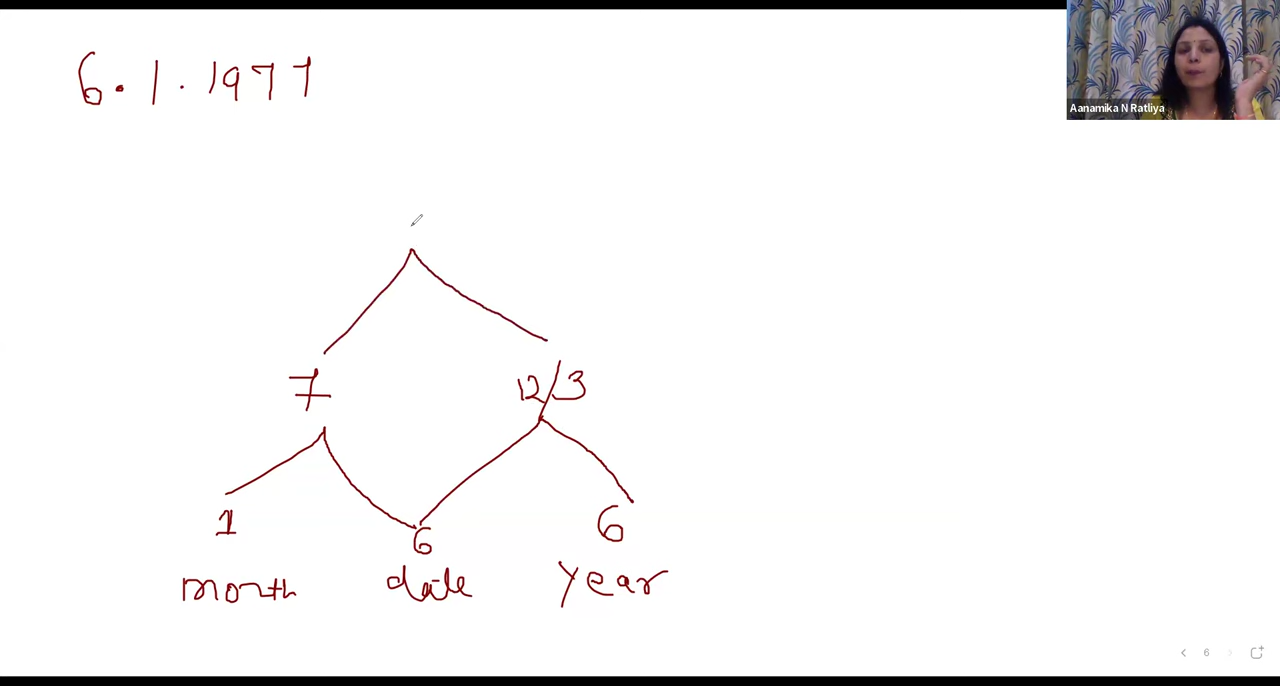 6.1.1977
Aanamika N Ratliya
7 12/3
1 6 6
month date year
6